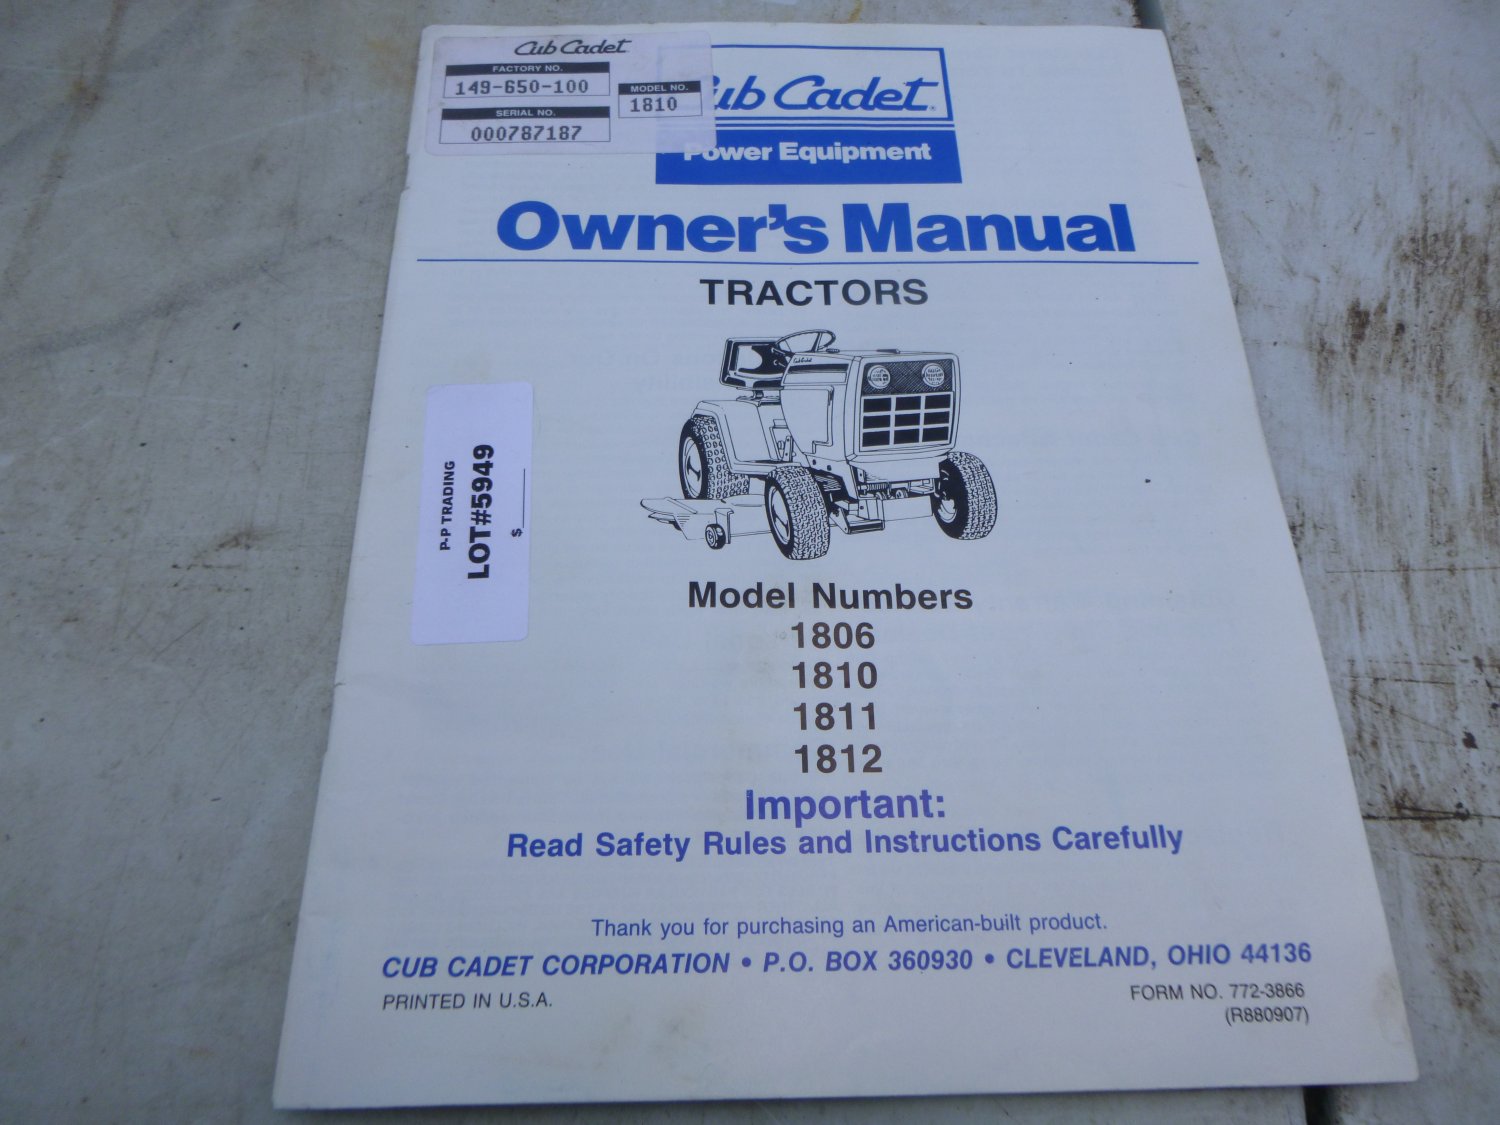 Cub Cadet
FACTORY NO.
149-650-100
MODEL NO.
1810
SERIAL NO.
000787187
Cub Cadet
Power Equipment
Owner's Manual
TRACTORS
P-P TRADING
LOT#5949
$
Model Numbers
1806
1810
1811
1812
Important:
Read Safety Rules and Instructions Carefully
Thank you for purchasing an American-built product.
CUB CADET CORPORATION • P.O. BOX 360930 • CLEVELAND, OHIO 44136
PRINTED IN U.S.A.
FORM NO. 772-3866
(R880907)